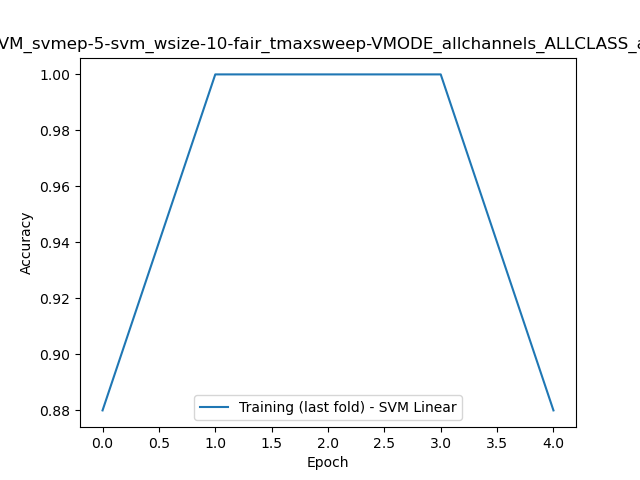 VM_svmep-5-svm_wsize-10-fair_tmaxsweep-VMODE_allchannels_ALLCLASS_a
1.00
0.98
0.96
0.94
0.92
0.90
0.88
Accuracy
Training (last fold) - SVM Linear
0.0 0.5 1.0 1.5 2.0 2.5 3.0 3.5 4.0
Epoch